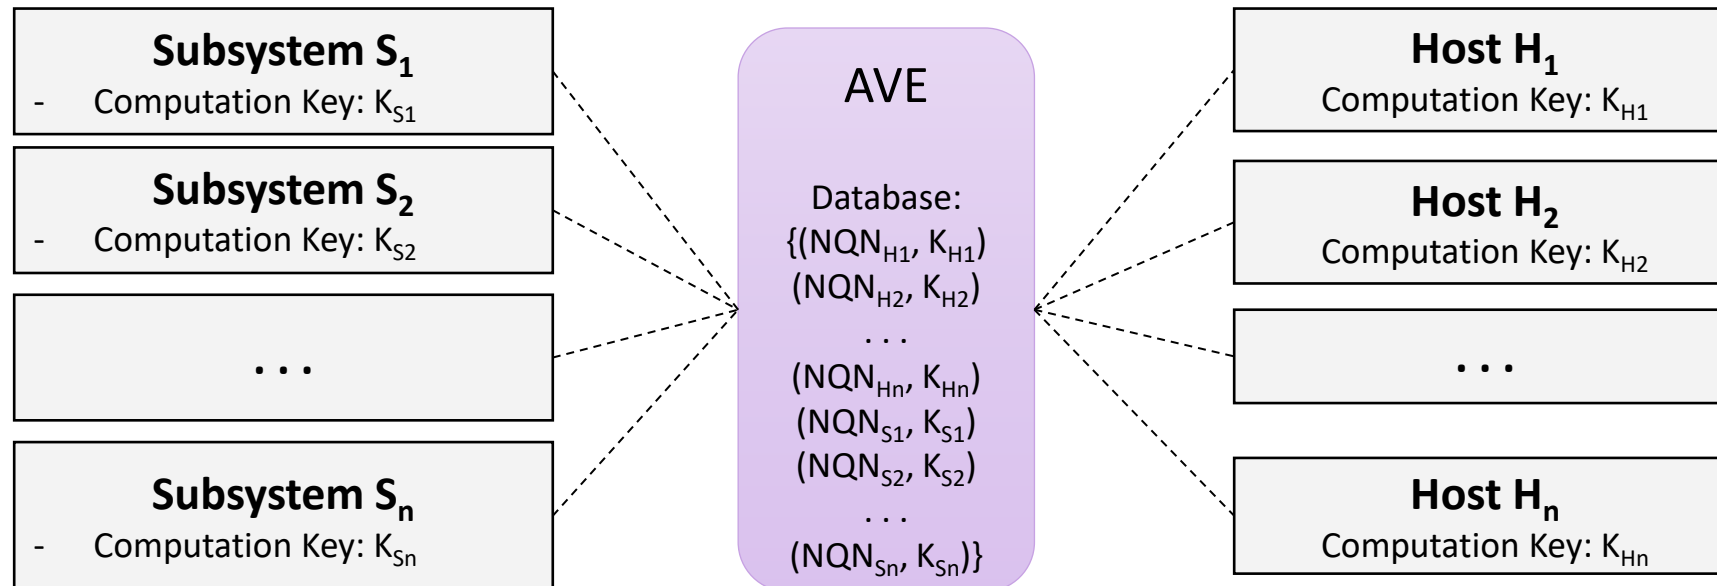 Subsystem S1
- Computation Key: KS1
Subsystem S2
- Computation Key: KS2
. . .
Subsystem Sn
- Computation Key: KSn
AVE
Database:
{(NQNH1, KH1)
(NQNH2, KH2)
. . .
(NQNHn, KHn)
(NQNS1, KS1)
(NQNS2, KS2)
. . .
(NQNSn, KSn)}
Host H1
Computation Key: KH1
Host H2
Computation Key: KH2
. . .
Host Hn
Computation Key: KHn